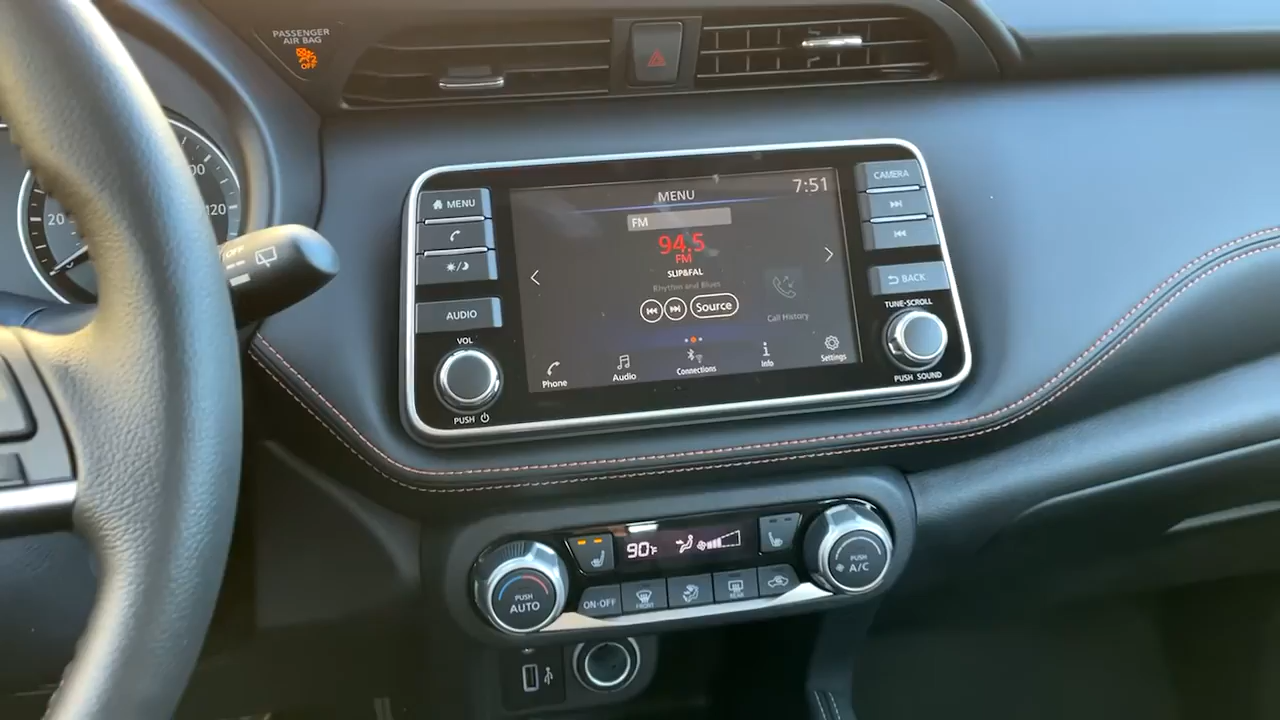 PASSENGER
AIR BAG
OFF
20
120
OFF
MENU
AUDIO
VOL
PUSH
MENU
7:51
FM
94.5
FM
SLIP&FAL
Rhythm and Blues
Source
Call History
Phone
Audio
Connections
Info
Settings
CAMERA
BACK
TUNE·SCROLL
PUSH SOUND
90°F
PUSH
AUTO
ON·OFF
FRONT
REAR
PUSH
A/C